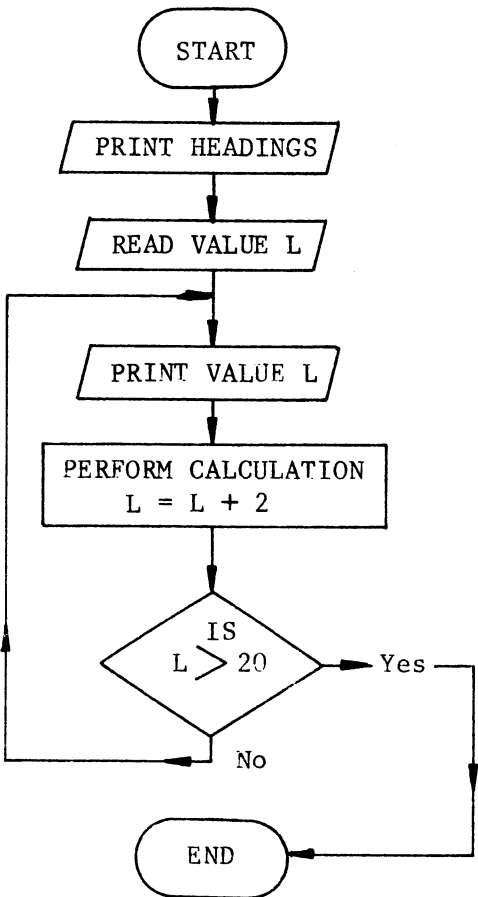 START
PRINT HEADINGS
READ VALUE L
PRINT VALUE L
PERFORM CALCULATION
L = L + 2
IS
L > 20
Yes
No
END